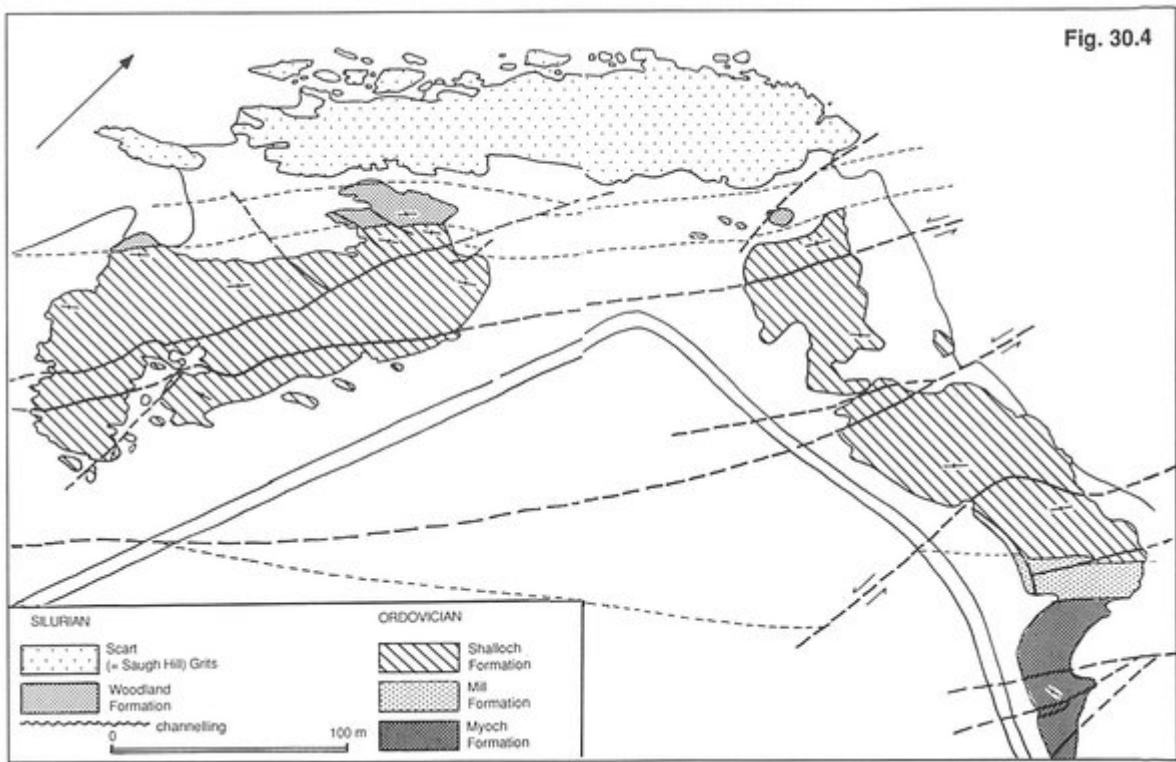 Fig. 30.4
SILURIAN
Scart
(= Saugh Hill) Grits
Woodland
Formation
channelling
0 100 m
ORDOVICIAN
Shalloch
Formation
Mill
Formation
Myoch
Formation